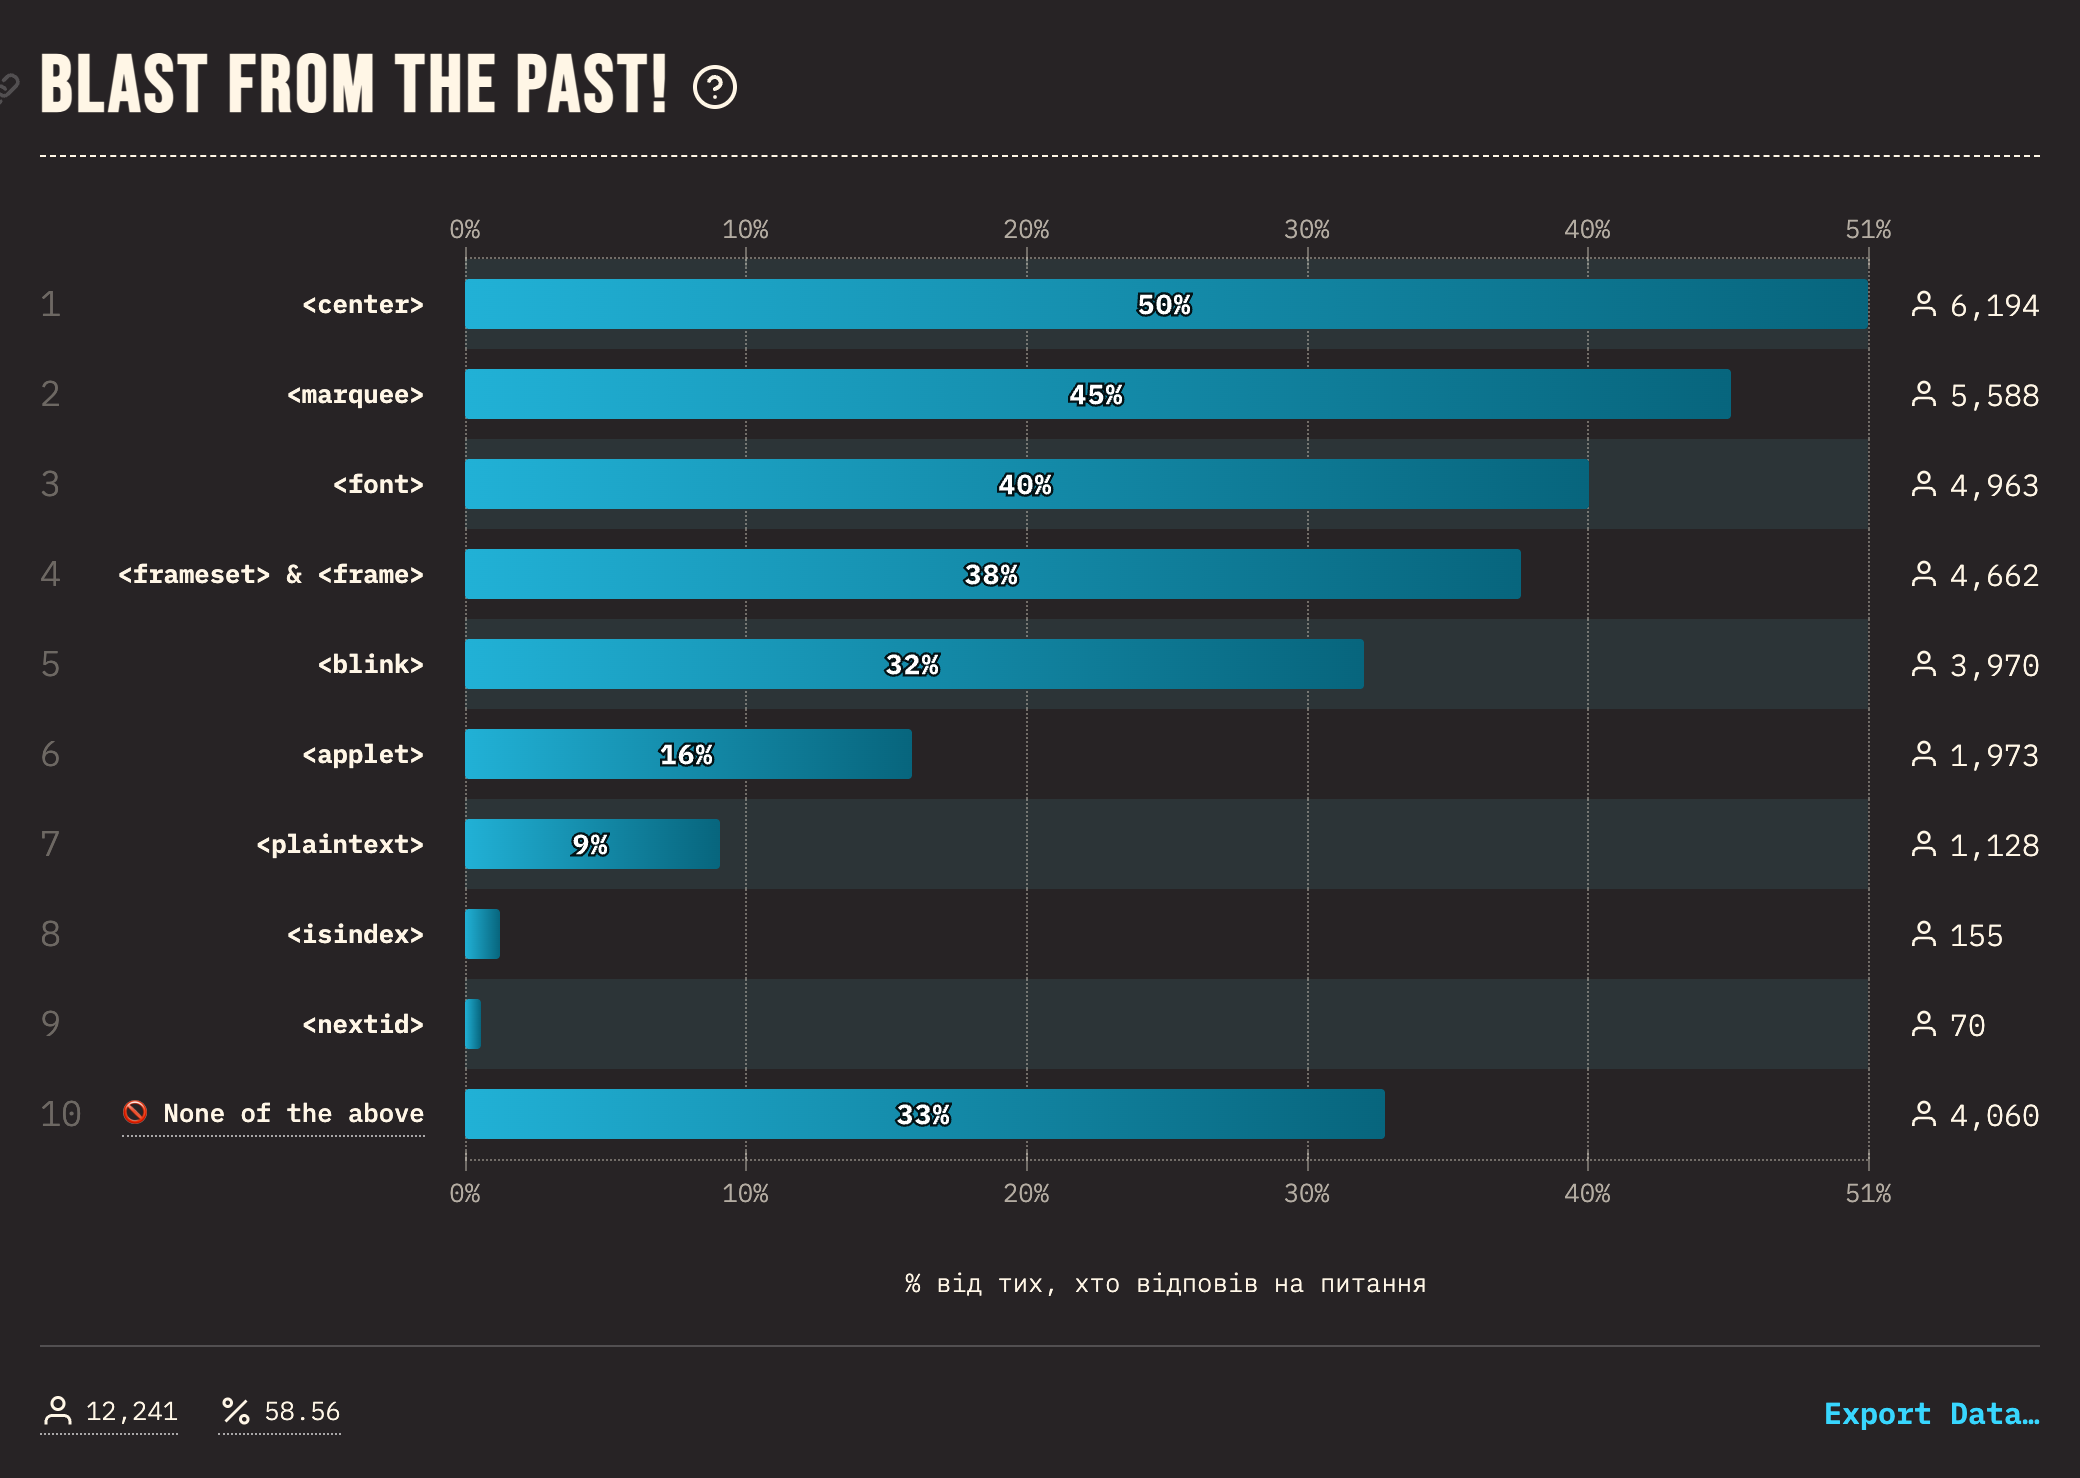 BLAST FROM THE PAST! ?
0% 10% 20% 30% 40% 51%
1 <center> 50% 6,194
2 <marquee> 45% 5,588
3 <font> 40% 4,963
4 <frameset> & <frame> 38% 4,662
5 <blink> 32% 3,970
6 <applet> 16% 1,973
7 <plaintext> 9% 1,128
8 <isindex> 155
9 <nextid> 70
10 None of the above 33% 4,060
0% 10% 20% 30% 40% 51%
% від тих, хто відповів на питання
12,241 % 58.56 Export Data…